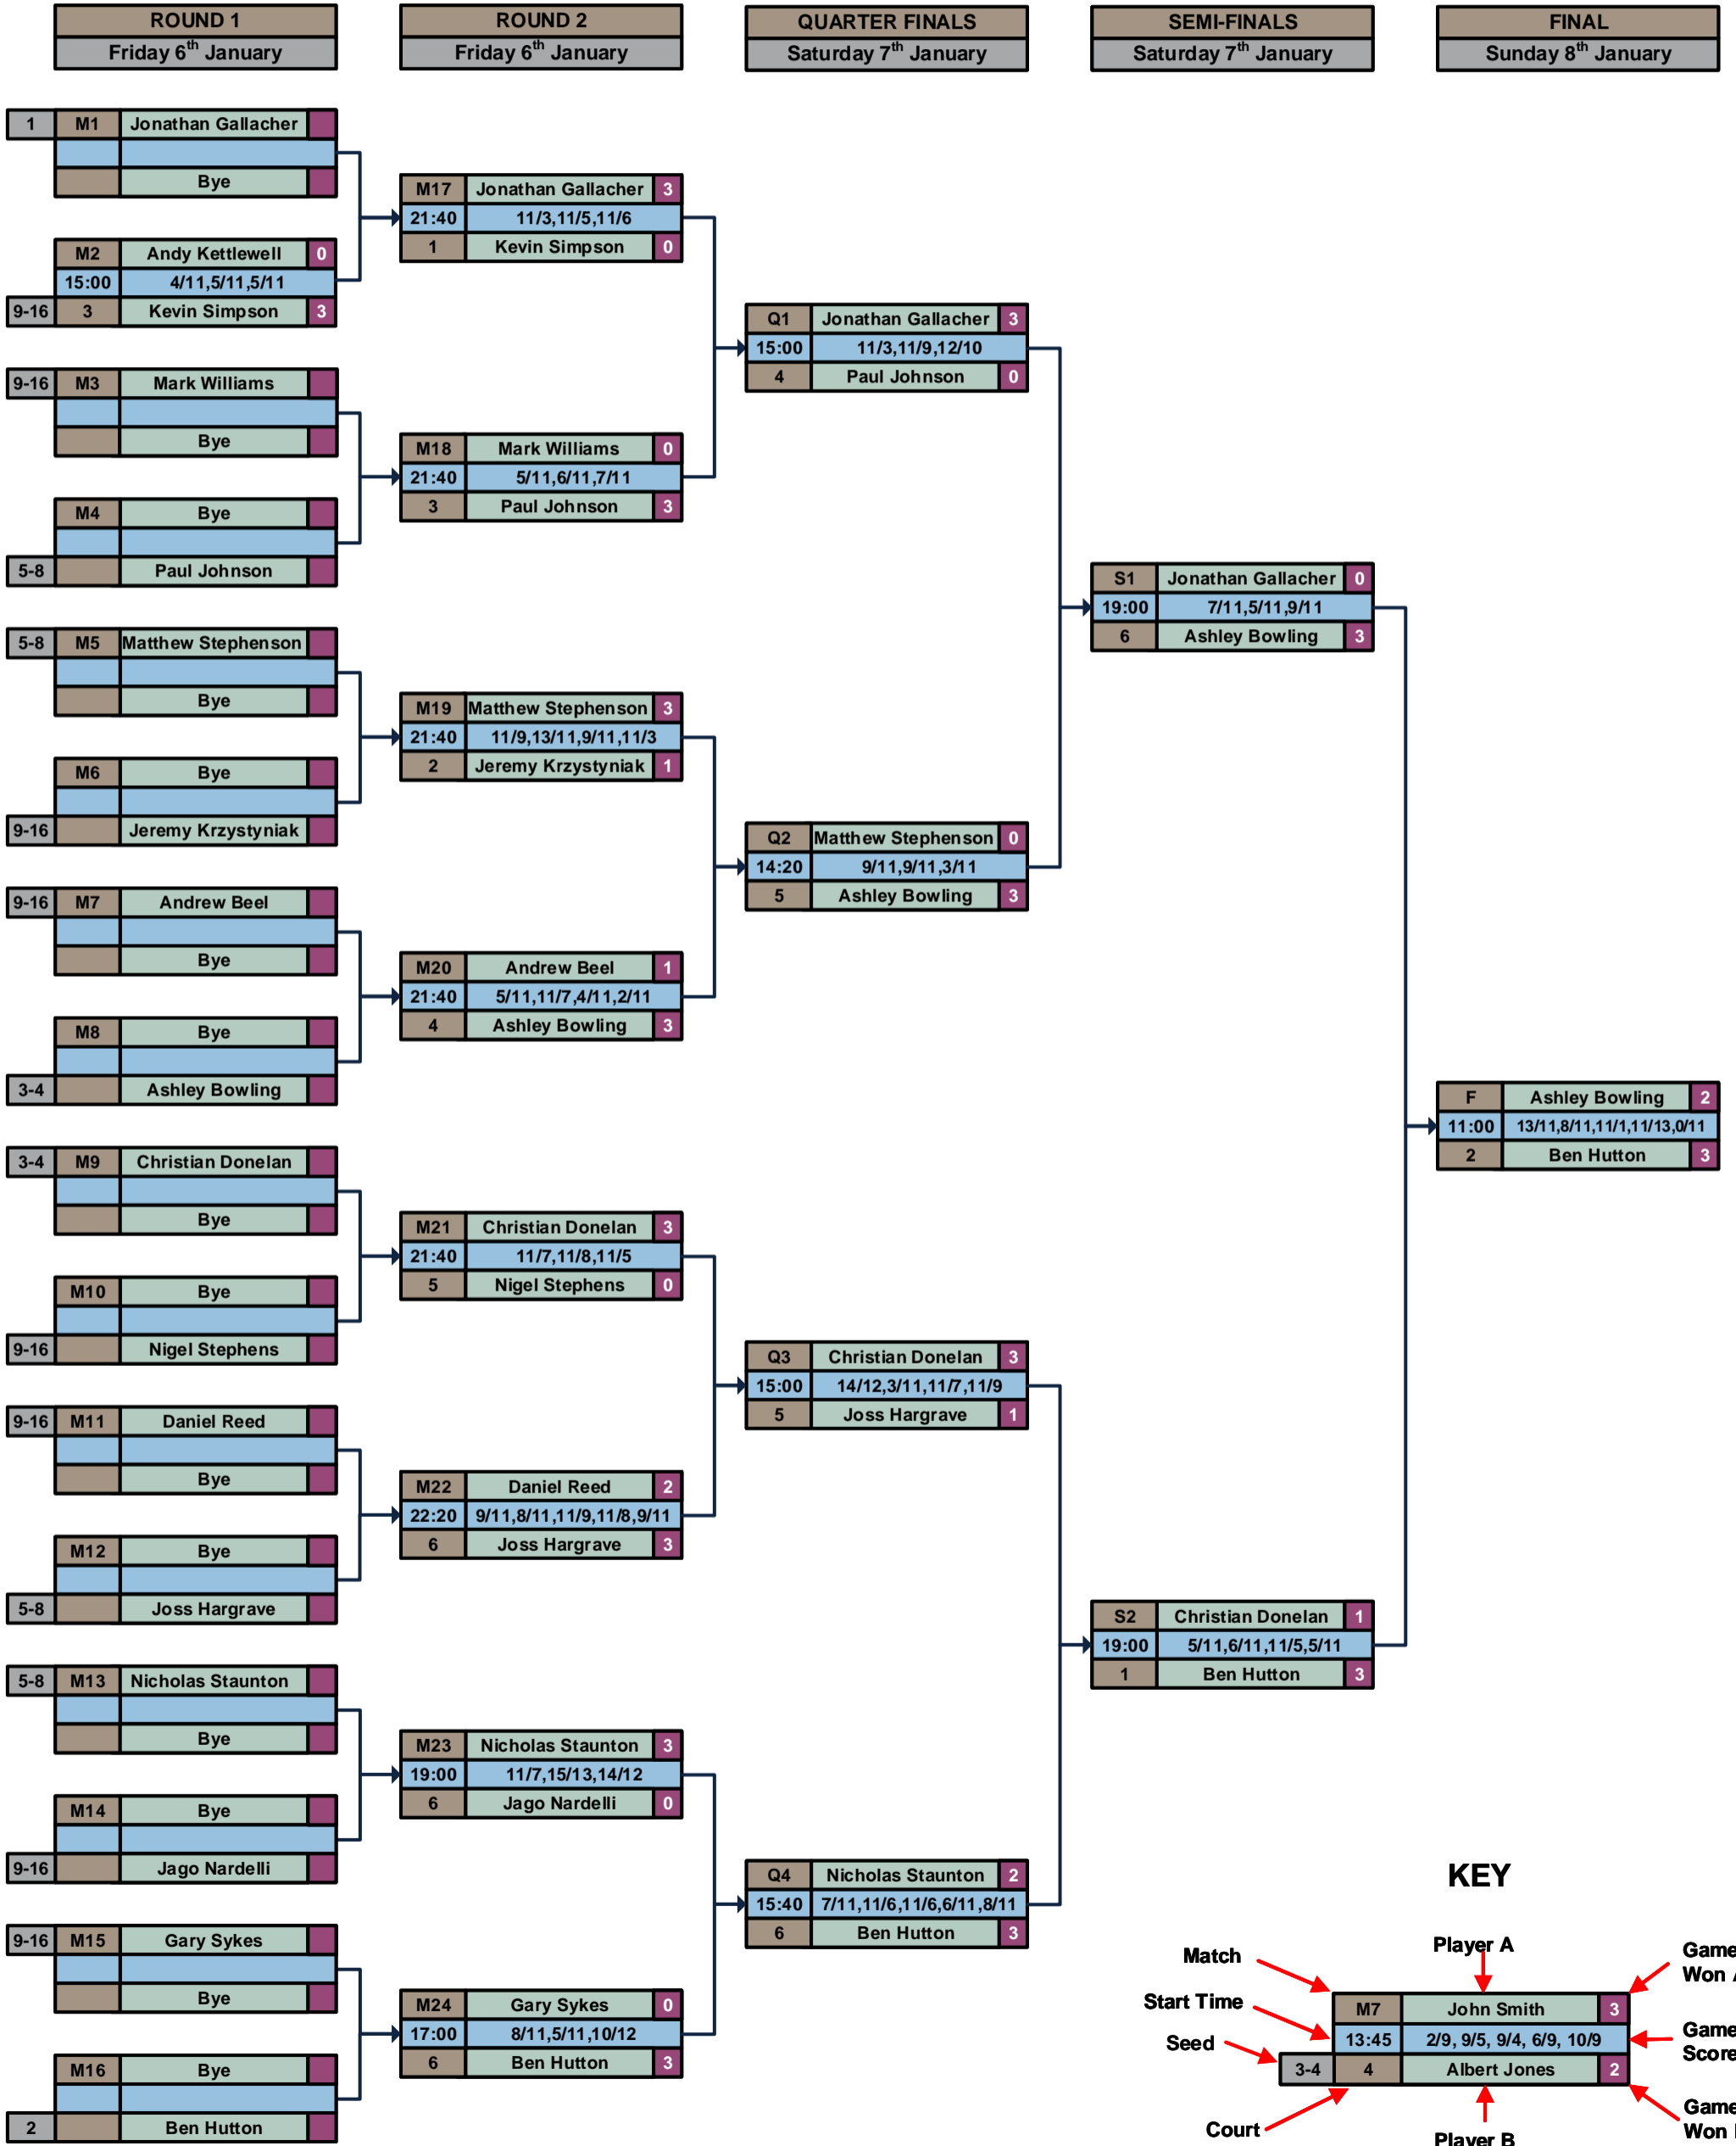 ROUND 1
Friday 6th January
ROUND 2
Friday 6th January
QUARTER FINALS
Saturday 7th January
SEMI-FINALS
Saturday 7th January
FINAL
Sunday 8th January
1 M1 Jonathan Gallacher
Bye
M2 Andy Kettlewell 0
15:00 4/11,5/11,5/11
9-16 3 Kevin Simpson 3
9-16 M3 Mark Williams
Bye
M4 Bye
5-8 Paul Johnson
5-8 M5 Matthew Stephenson
Bye
M6 Bye
9-16 Jeremy Krzystyniak
9-16 M7 Andrew Beel
Bye
M8 Bye
3-4 Ashley Bowling
3-4 M9 Christian Donelan
Bye
M10 Bye
9-16 Nigel Stephens
9-16 M11 Daniel Reed
Bye
M12 Bye
5-8 Joss Hargrave
5-8 M13 Nicholas Staunton
Bye
M14 Bye
9-16 Jago Nardelli
9-16 M15 Gary Sykes
Bye
M16 Bye
2 Ben Hutton
M17 Jonathan Gallacher 3
21:40 11/3,11/5,11/6
1 Kevin Simpson 0
M18 Mark Williams 0
21:40 5/11,6/11,7/11
3 Paul Johnson 3
M19 Matthew Stephenson 3
21:40 11/9,13/11,9/11,11/3
2 Jeremy Krzystyniak 1
M20 Andrew Beel 1
21:40 5/11,11/7,4/11,2/11
4 Ashley Bowling 3
M21 Christian Donelan 3
21:40 11/7,11/8,11/5
5 Nigel Stephens 0
M22 Daniel Reed 2
22:20 9/11,8/11,11/9,11/8,9/11
6 Joss Hargrave 3
M23 Nicholas Staunton 3
19:00 11/7,15/13,14/12
6 Jago Nardelli 0
M24 Gary Sykes 0
17:00 8/11,5/11,10/12
6 Ben Hutton 3
Q1 Jonathan Gallacher 3
15:00 11/3,11/9,12/10
4 Paul Johnson 0
Q2 Matthew Stephenson 0
14:20 9/11,9/11,3/11
5 Ashley Bowling 3
Q3 Christian Donelan 3
15:00 14/12,3/11,11/7,11/9
5 Joss Hargrave 1
Q4 Nicholas Staunton 2
15:40 7/11,11/6,11/6,6/11,8/11
6 Ben Hutton 3
S1 Jonathan Gallacher 0
19:00 7/11,5/11,9/11
6 Ashley Bowling 3
S2 Christian Donelan 1
19:00 5/11,6/11,11/5,5/11
1 Ben Hutton 3
F Ashley Bowling 2
11:00 13/11,8/11,11/1,11/13,0/11
2 Ben Hutton 3
KEY
Match
Player A
Game
Won
Start Time
M7 John Smith 3
13:45 2/9, 9/5, 9/4, 6/9, 10/9
Game
Score
Seed
3-4 4 Albert Jones 2
Court
Player B
Game
Won